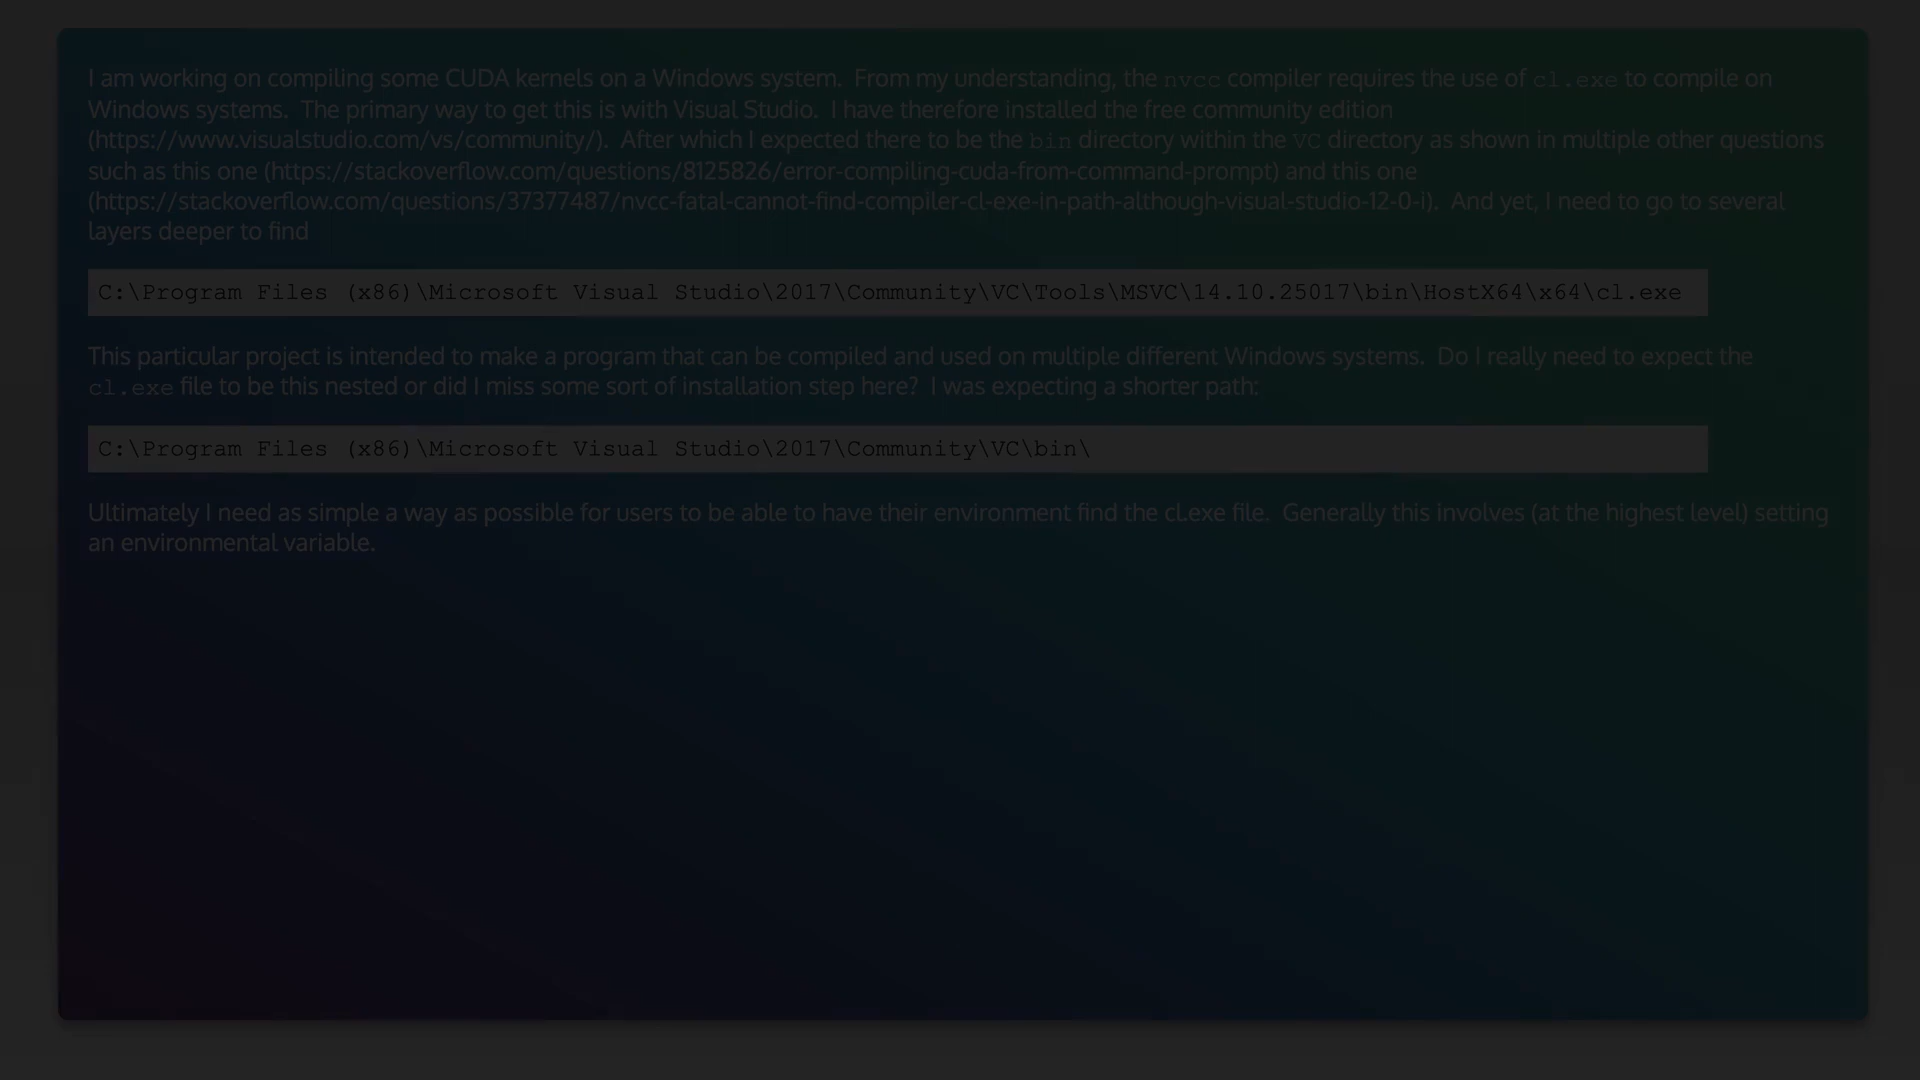 I am working on compiling some CUDA kernels on a Windows system.  From my understanding, the nvcc compiler requires the use of cl.exe to compile on
Windows systems.  The primary way to get this is with Visual Studio.  I have therefore installed the free community edition
(https://www.visualstudio.com/vs/community/).  After which I expected there to be the bin directory within the VC directory as shown in multiple other questions
such as this one (https://stackoverflow.com/questions/8125826/error-compiling-cuda-from-command-prompt) and this one
(https://stackoverflow.com/questions/37377487/nvcc-fatal-cannot-find-compiler-cl-exe-in-path-although-visual-studio-12-0-i).  And yet, I need to go to several
layers deeper to find
C:\Program Files (x86)\Microsoft Visual Studio\2017\Community\VC\Tools\MSVC\14.10.25017\bin\HostX64\x64\cl.exe
This particular project is intended to make a program that can be compiled and used on multiple different Windows systems.  Do I really need to expect the
cl.exe file to be this nested or did I miss some sort of installation step here?  I was expecting a shorter path:
C:\Program Files (x86)\Microsoft Visual Studio\2017\Community\VC\bin\
Ultimately I need as simple a way as possible for users to be able to have their environment find the cl.exe file.  Generally this involves (at the highest level) setting
an environmental variable.